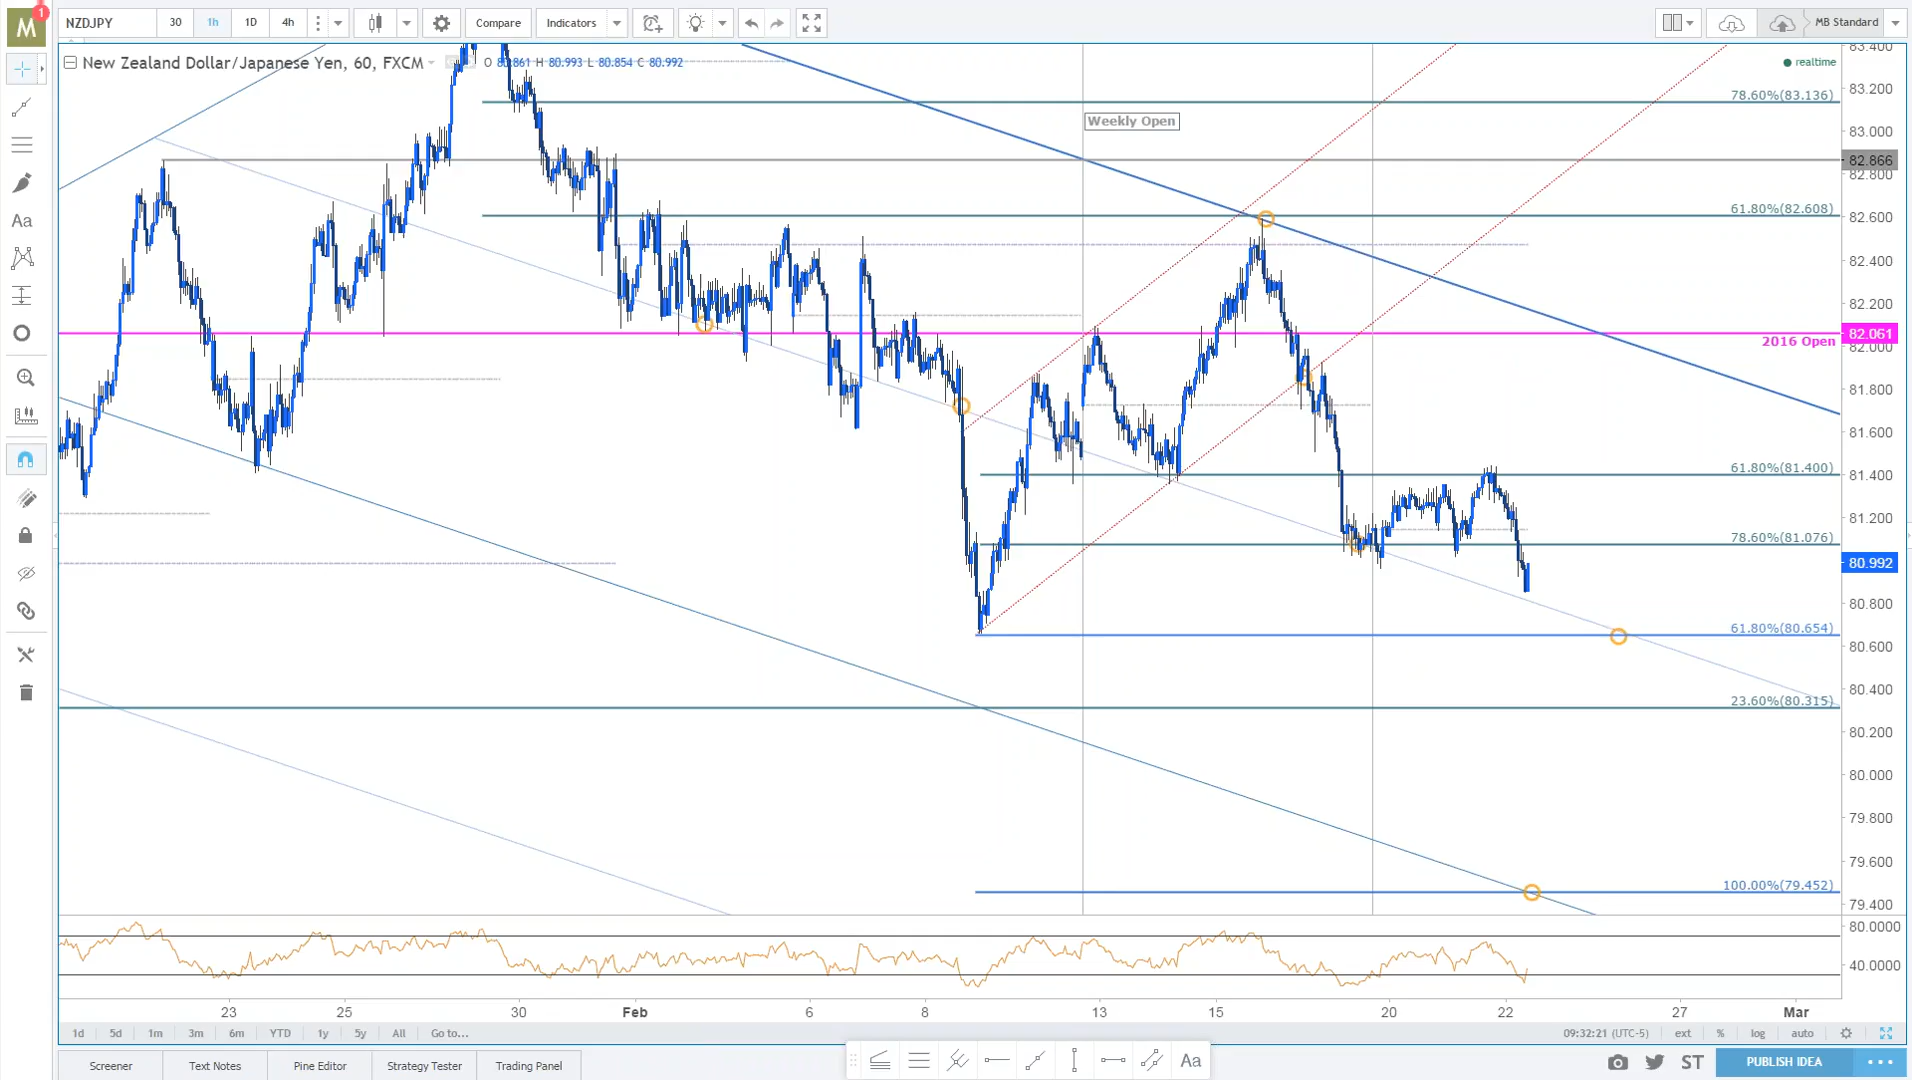 M
1
NZDJPY
30
1h
1D
4h
Compare
Indicators
MB Standard
New Zealand Dollar/Japanese Yen, 60, FXCM
O 80.861 H 80.993 L 80.854 C 80.992
realtime
Weekly Open
78.60%(83.136)
61.80%(82.608)
2016 Open
61.80%(81.400)
78.60%(81.076)
61.80%(80.654)
23.60%(80.315)
100.00%(79.452)
83.400
83.200
83.000
82.866
82.800
82.600
82.400
82.200
82.061
82.000
81.800
81.600
81.400
81.200
80.992
80.800
80.600
80.400
80.200
80.000
79.800
79.600
79.400
80.0000
40.0000
23
25
30
Feb
6
8
13
15
20
22
27
Mar
1d
5d
1m
3m
6m
YTD
1y
5y
All
Go to...
09:32:21 (UTC-5)
ext
%
log
auto
Screener
Text Notes
Pine Editor
Strategy Tester
Trading Panel
Aa
Aa
ST
PUBLISH IDEA